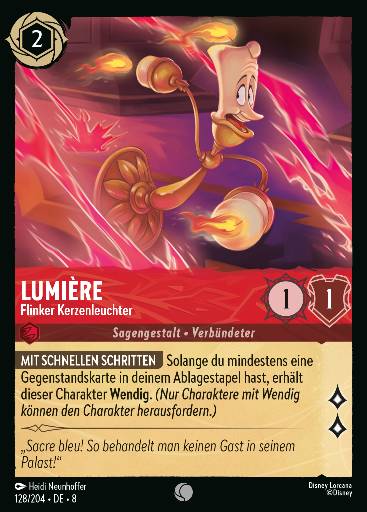 2
LUMIÈRE
Flinker Kerzenleuchter
1
1
Sagengestalt • Verbündeter
MIT SCHNELLEN SCHRITTEN Solange du mindestens eine
Gegenstandskarte in deinem Ablagestapel hast, erhält
dieser Charakter Wendig. (Nur Charaktere mit Wendig
können den Charakter herausfordern.)
„Sacre bleu! So behandelt man keinen Gast in seinem
Palast!“
Heidi Neunhoffer
128/204 • DE • 8
Disney Lorcana
©Disney